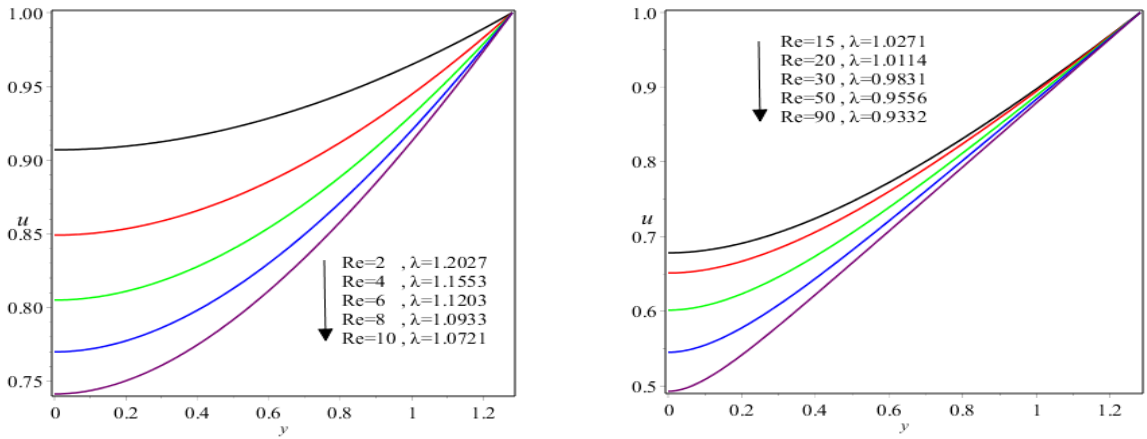 1.00
0.95
0.90
u
0.85
0.80
0.75
Re=2 , λ=1.2027
Re=4 , λ=1.1553
Re=6 , λ=1.1203
Re=8 , λ=1.0933
Re=10 , λ=1.0721
0 0.2 0.4 0.6 0.8 1 1.2
y
1.0
0.9
0.8
u
0.7
0.6
0.5
Re=15 , λ=1.0271
Re=20 , λ=1.0114
Re=30 , λ=0.9831
Re=50 , λ=0.9556
Re=90 , λ=0.9332
0 0.2 0.4 0.6 0.8 1 1.2
y